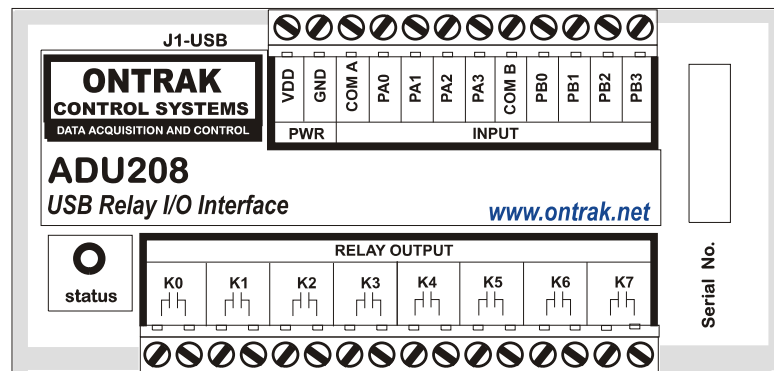 J1-USB
ONTRAK
CONTROL SYSTEMS
DATA ACQUISITION AND CONTROL
VDD GND COM A PA0 PA1 PA2 PA3 COM B PB0 PB1 PB2 PB3
PWR INPUT
ADU208
USB Relay I/O Interface
www.ontrak.net
status
RELAY OUTPUT
K0 K1 K2 K3 K4 K5 K6 K7
Serial No.